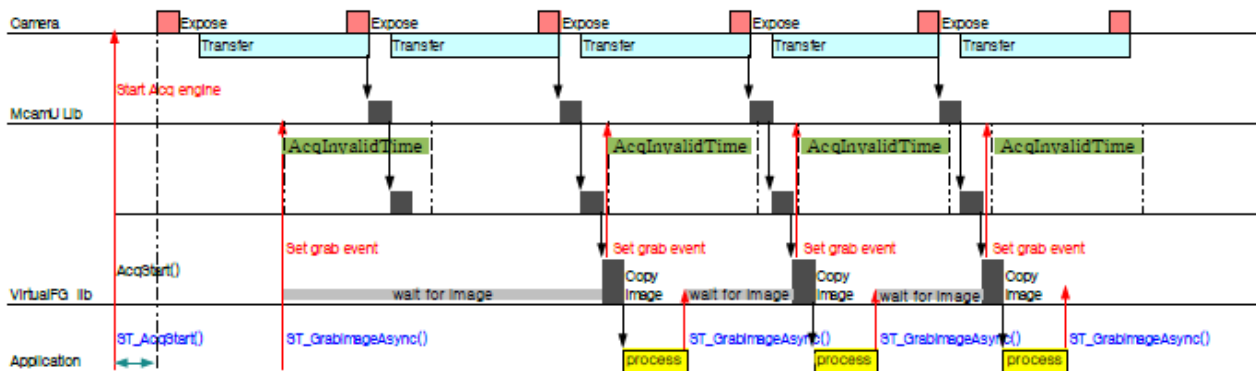 Camera Expose Expose Expose Expose Expose
Transfer Transfer Transfer Transfer Transfer
Start Acq engine
McamU Lib
AcqInvalidTime AcqInvalidTime AcqInvalidTime AcqInvalidTime
Set grab event Set grab event Set grab event Set grab event
AcqStart()
Copy Copy Copy
VirtualFG lib wait for image image wait for image image wait for image image
ST_AcqStart() ST_GrabImageAsync() ST_GrabImageAsync() ST_GrabImageAsync() ST_GrabImageAsync()
Application process process process